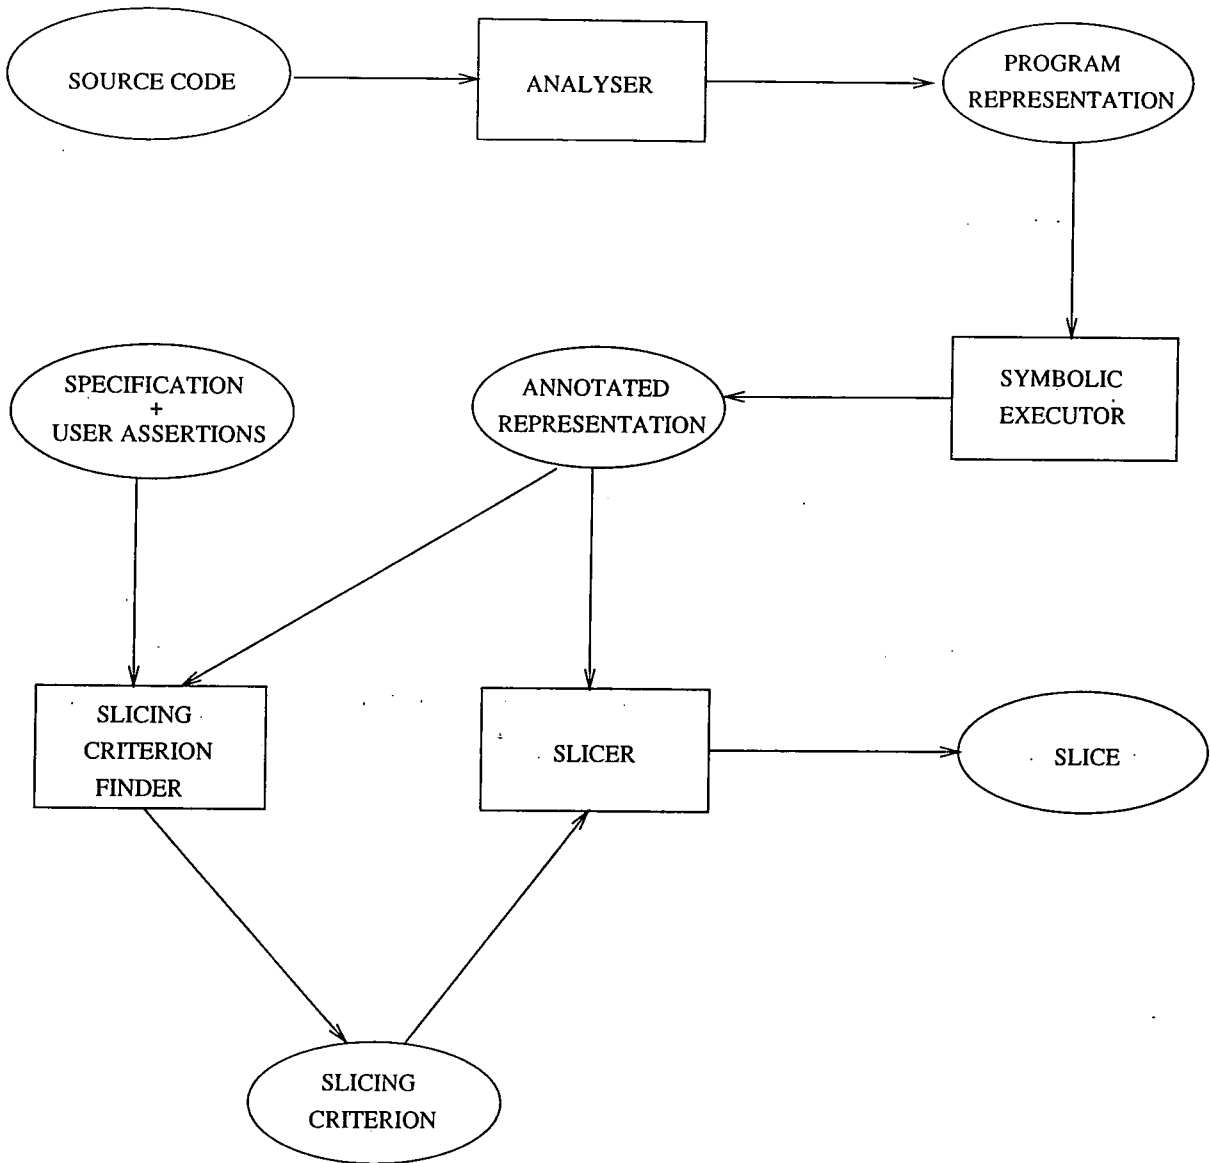 SOURCE CODE
ANALYSER
PROGRAM
REPRESENTATION
SYMBOLIC
EXECUTOR
ANNOTATED
REPRESENTATION
SPECIFICATION
+
USER ASSERTIONS
SLICING
CRITERION
FINDER
SLICER
SLICE
SLICING
CRITERION